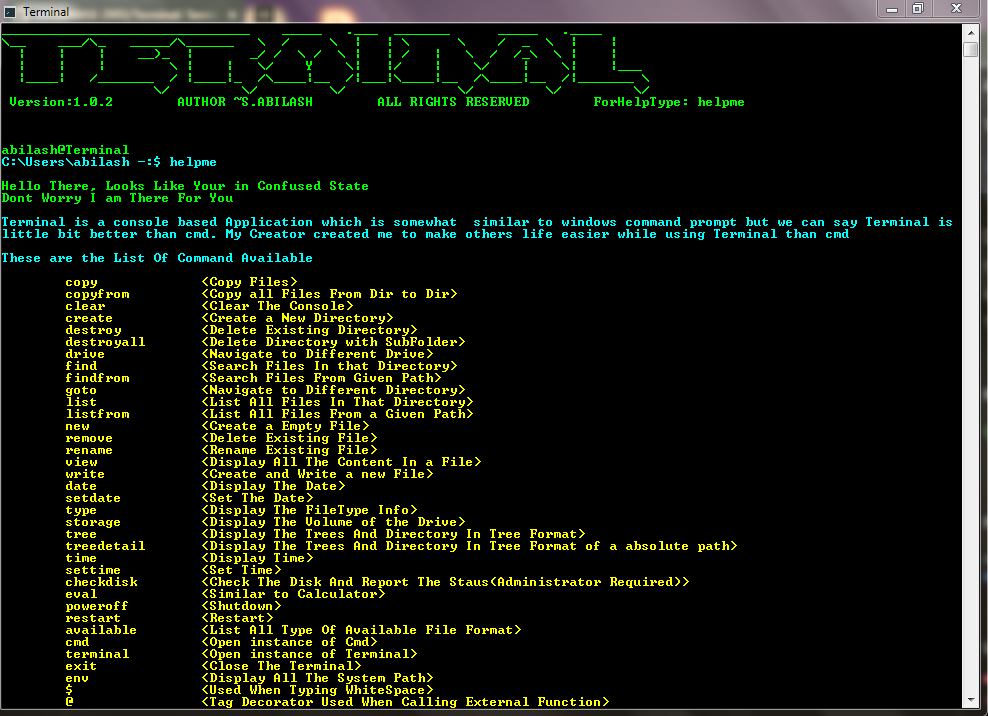 Terminal
TERMINAL
Version:1.0.2 AUTHOR ~S.ABILASH ALL RIGHTS RESERVED ForHelpType: helpme
abilash@Terminal
C:\Users\abilash -:$ helpme
Hello There, Looks Like Your in Confused State
Dont Worry I am There For You
Terminal is a console based Application which is somewhat  similar to windows command prompt but we can say Terminal is
little bit better than cmd. My Creator created me to make others life easier while using Terminal than cmd
These are the List Of Command Available
copy <Copy Files>
copyfrom <Copy all Files From Dir to Dir>
clear <Clear The Console>
create <Create a New Directory>
destroy <Delete Existing Directory>
destroyall <Delete Directory with SubFolder>
drive <Navigate to Different Drive>
find <Search Files In that Directory>
findfrom <Search Files From Given Path>
goto <Navigate to Different Directory>
list <List All Files In That Directory>
listfrom <List All Files From a Given Path>
new <Create a Empty File>
remove <Delete Existing File>
rename <Rename Existing File>
view <Display All The Content In a File>
write <Create and Write a new File>
date <Display The Date>
setdate <Set The Date>
type <Display The FileType Info>
storage <Display The Volume of the Drive>
tree <Display The Trees And Directory In Tree Format>
treedetail <Display The Trees And Directory In Tree Format of a absolute path>
time <Display Time>
settime <Set Time>
checkdisk <Check The Disk And Report The Staus(Administrator Required)>
eval <Similar to Calculator>
poweroff <Shutdown>
restart <Restart>
available <List All Type Of Available File Format>
cmd <Open instance of Cmd>
terminal <Open instance of Terminal>
exit <Close The Terminal>
env <Display All The System Path>
$ <Used When Typing WhiteSpace>
@ <Tag Decorator Used When Calling External Function>